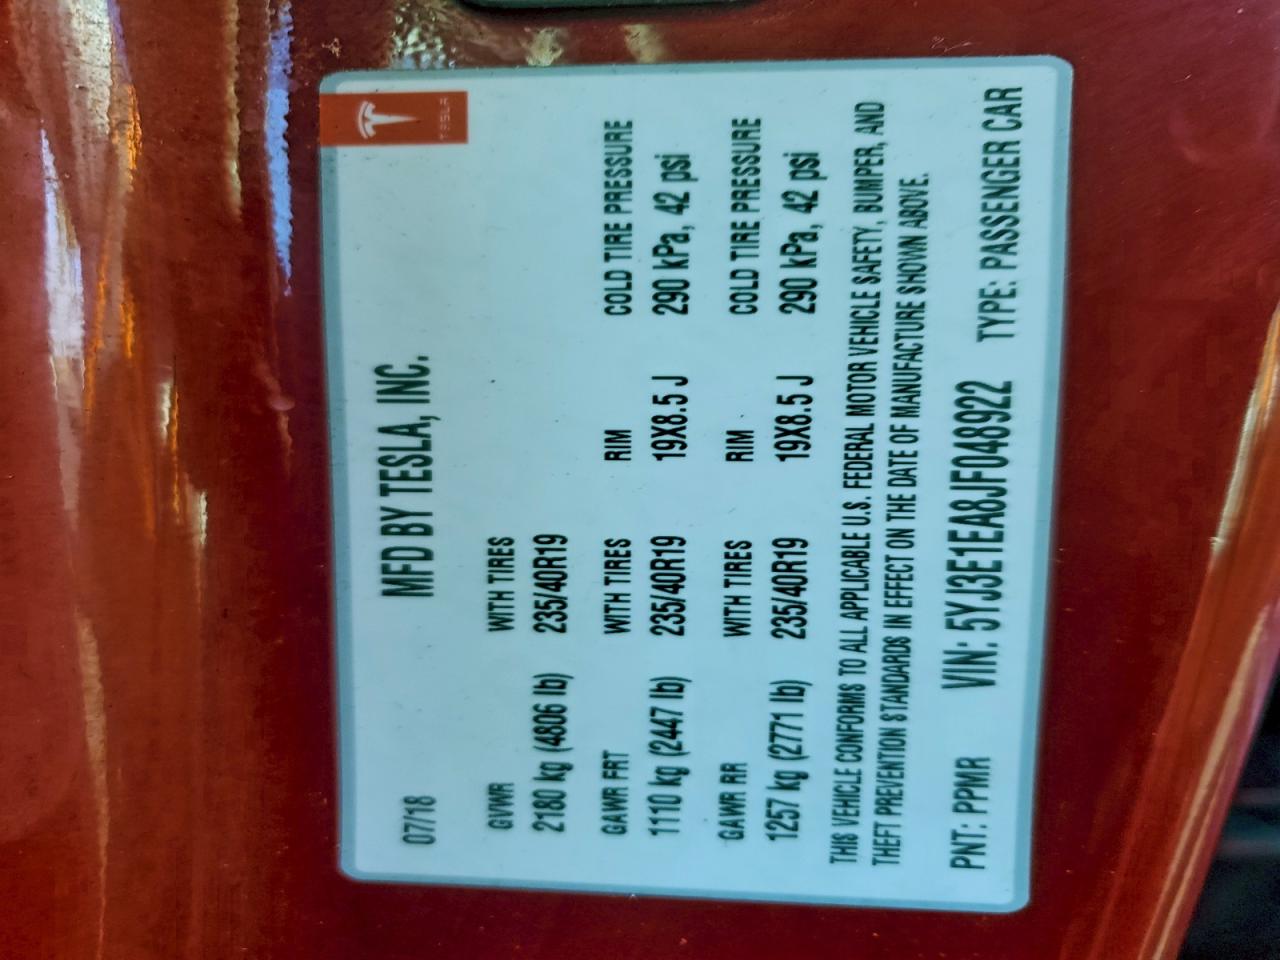 TESLA
07/18 MFD BY TESLA, INC.
GVWR WITH TIRES
2180 kg (4806 lb) 235/40R19
GAWR FRT WITH TIRES RIM COLD TIRE PRESSURE
1110 kg (2447 lb) 235/40R19 19X8.5 J 290 kPa, 42 psi
GAWR RR WITH TIRES RIM COLD TIRE PRESSURE
1257 kg (2771 lb) 235/40R19 19X8.5 J 290 kPa, 42 psi
THIS VEHICLE CONFORMS TO ALL APPLICABLE U.S. FEDERAL MOTOR VEHICLE SAFETY, BUMPER, AND
THEFT PREVENTION STANDARDS IN EFFECT ON THE DATE OF MANUFACTURE SHOWN ABOVE.
PNT: PPMR VIN: 5YJ3E1EA8JF048922 TYPE: PASSENGER CAR